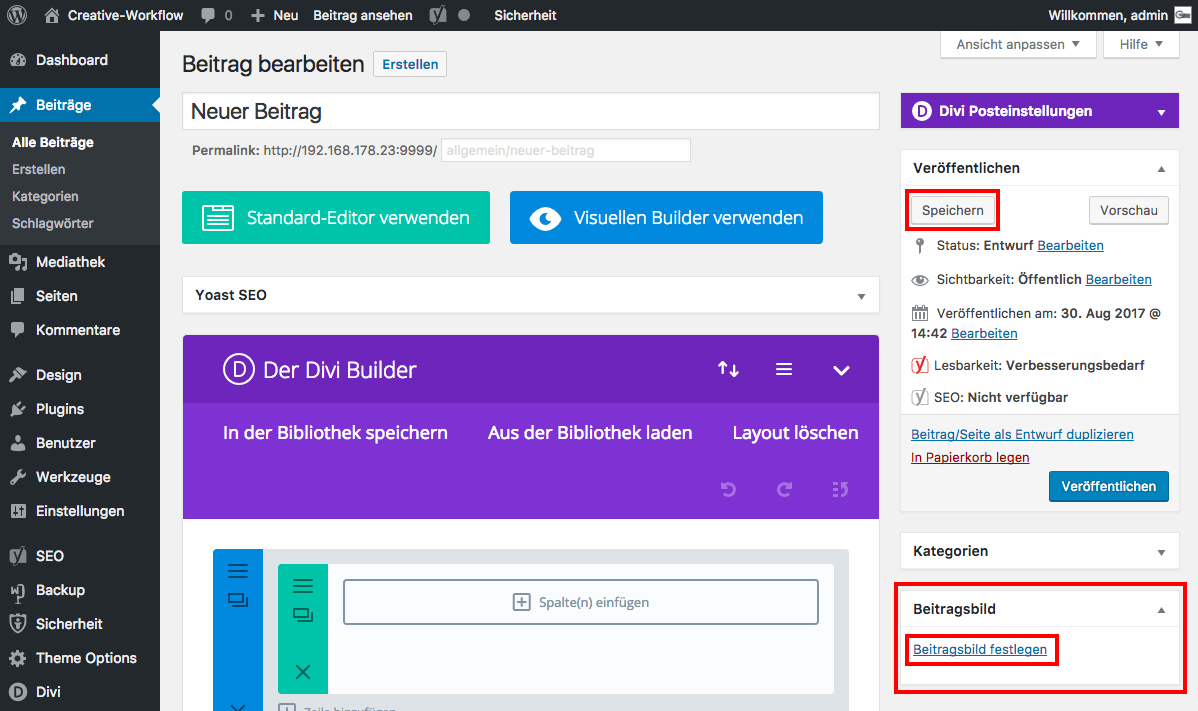 Creative-Workflow 0 Neu Beitrag ansehen Sicherheit Willkommen, admin
Dashboard
Beiträge
Alle Beiträge
Erstellen
Kategorien
Schlagwörter
Mediathek
Seiten
Kommentare
Design
Plugins
Benutzer
Werkzeuge
Einstellungen
SEO
Backup
Sicherheit
Theme Options
Divi
Ansicht anpassen Hilfe
Beitrag bearbeiten Erstellen
Neuer Beitrag
Permalink: http://192.168.178.23:9999/ allgemein/neuer-beitrag
Standard-Editor verwenden Visuellen Builder verwenden
Yoast SEO
Der Divi Builder
In der Bibliothek speichern Aus der Bibliothek laden Layout löschen
Spalte(n) einfügen
Zeile hinzufügen
Divi Posteinstellungen
Veröffentlichen
Speichern Vorschau
Status: Entwurf Bearbeiten
Sichtbarkeit: Öffentlich Bearbeiten
Veröffentlichen am: 30. Aug 2017 @
14:42 Bearbeiten
Lesbarkeit: Verbesserungsbedarf
SEO: Nicht verfügbar
Beitrag/Seite als Entwurf duplizieren
In Papierkorb legen
Veröffentlichen
Kategorien
Beitragsbild
Beitragsbild festlegen